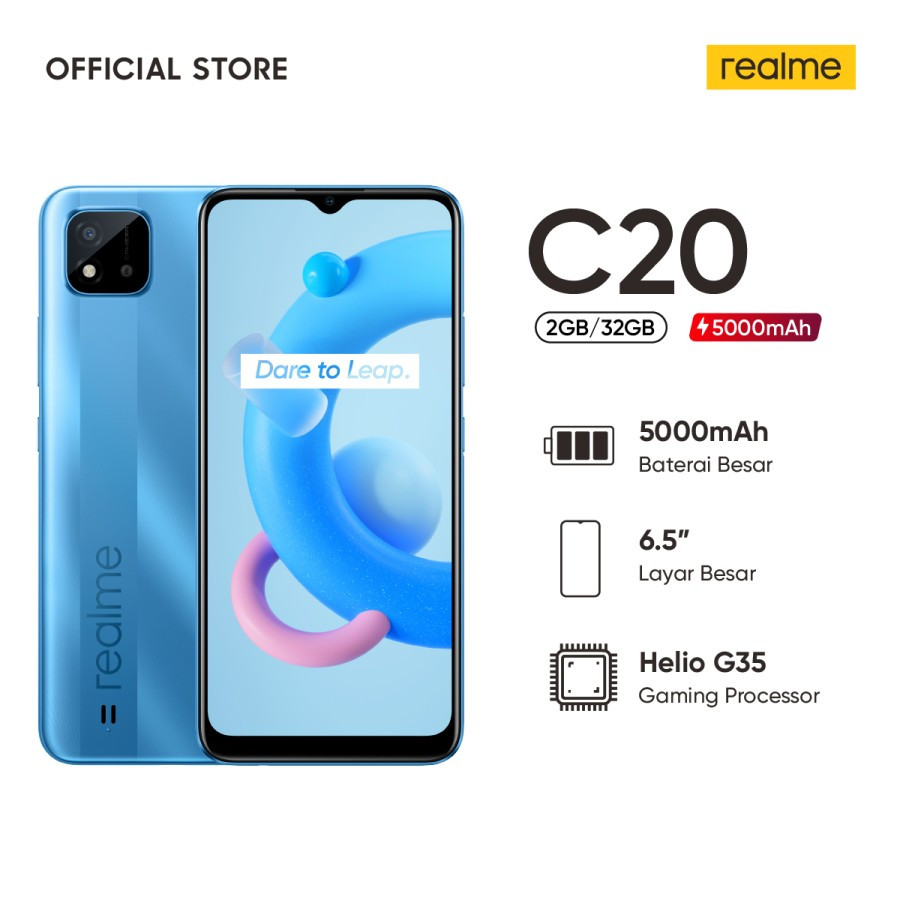 OFFICIAL STORE
realme
C20
2GB/32GB
5000mAh
Dare to Leap.
5000mAh
Baterai Besar
6.5”
Layar Besar
Helio G35
Gaming Processor
realme